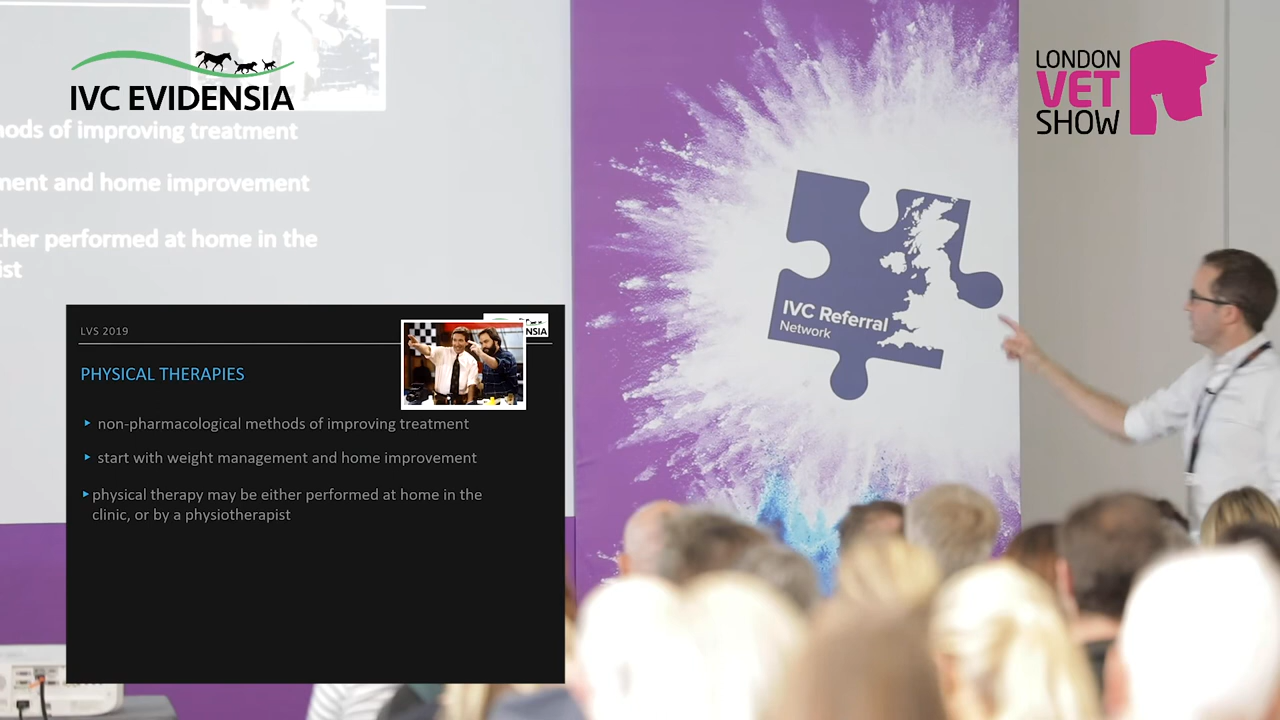 IVC EVIDENSIA
LONDON
VET
SHOW
hods of improving treatment
ment and home improvement
ther performed at home in the
ist
IVC Referral
Network
LVS 2019
NSIA
PHYSICAL THERAPIES
non-pharmacological methods of improving treatment
start with weight management and home improvement
physical therapy may be either performed at home in the
clinic, or by a physiotherapist